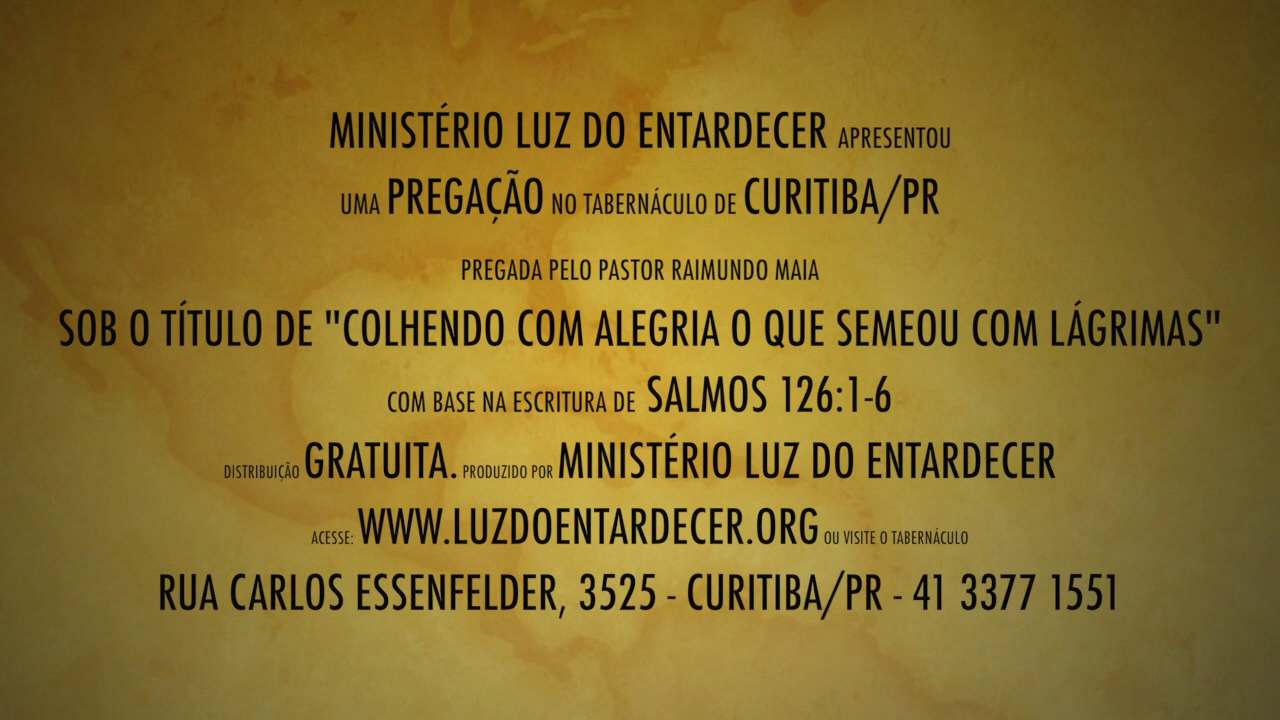 MINISTÉRIO LUZ DO ENTARDECER APRESENTOU
UMA PREGAÇÃO NO TABERNÁCULO DE CURITIBA/PR
PREGADA PELO PASTOR RAIMUNDO MAIA
SOB O TÍTULO DE "COLHENDO COM ALEGRIA O QUE SEMEOU COM LÁGRIMAS"
COM BASE NA ESCRITURA DE SALMOS 126:1-6
DISTRIBUIÇÃO GRATUITA. PRODUZIDO POR MINISTÉRIO LUZ DO ENTARDECER
ACESSE: WWW.LUZDOENTARDECER.ORG OU VISITE O TABERNÁCULO
RUA CARLOS ESSENFELDER, 3525 - CURITIBA/PR - 41 3377 1551